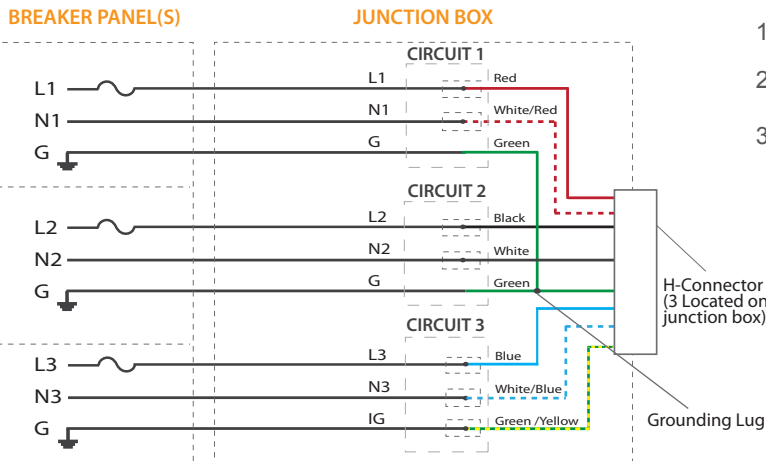 BREAKER PANEL(S)
JUNCTION BOX
1
2
3
CIRCUIT 1
L1
L1
Red
N1
N1
White/Red
G
G
Green
CIRCUIT 2
L2
L2
Black
N2
N2
White
G
G
Green
H-Connector
(3 Located on
junction box)
CIRCUIT 3
L3
L3
Blue
N3
N3
White/Blue
G
IG
Green /Yellow
Grounding Lug